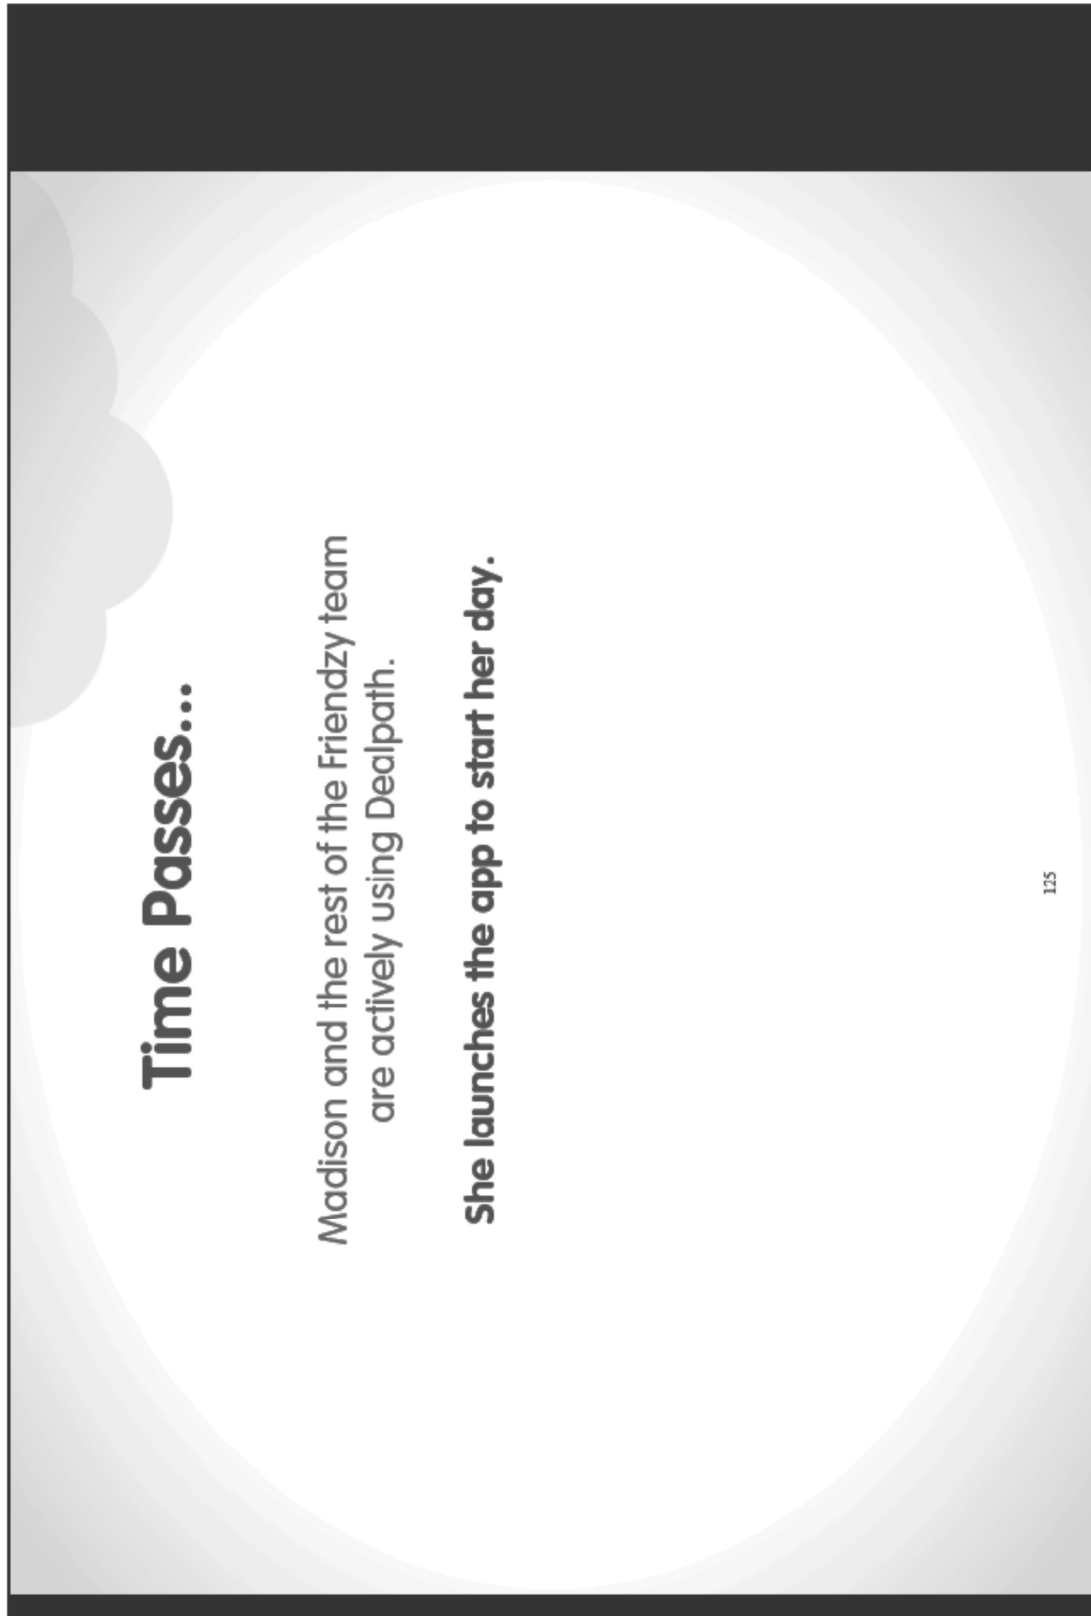 Time Passes...
Madison and the rest of the Friendzy team
are actively using Dealpath.
She launches the app to start her day.
125